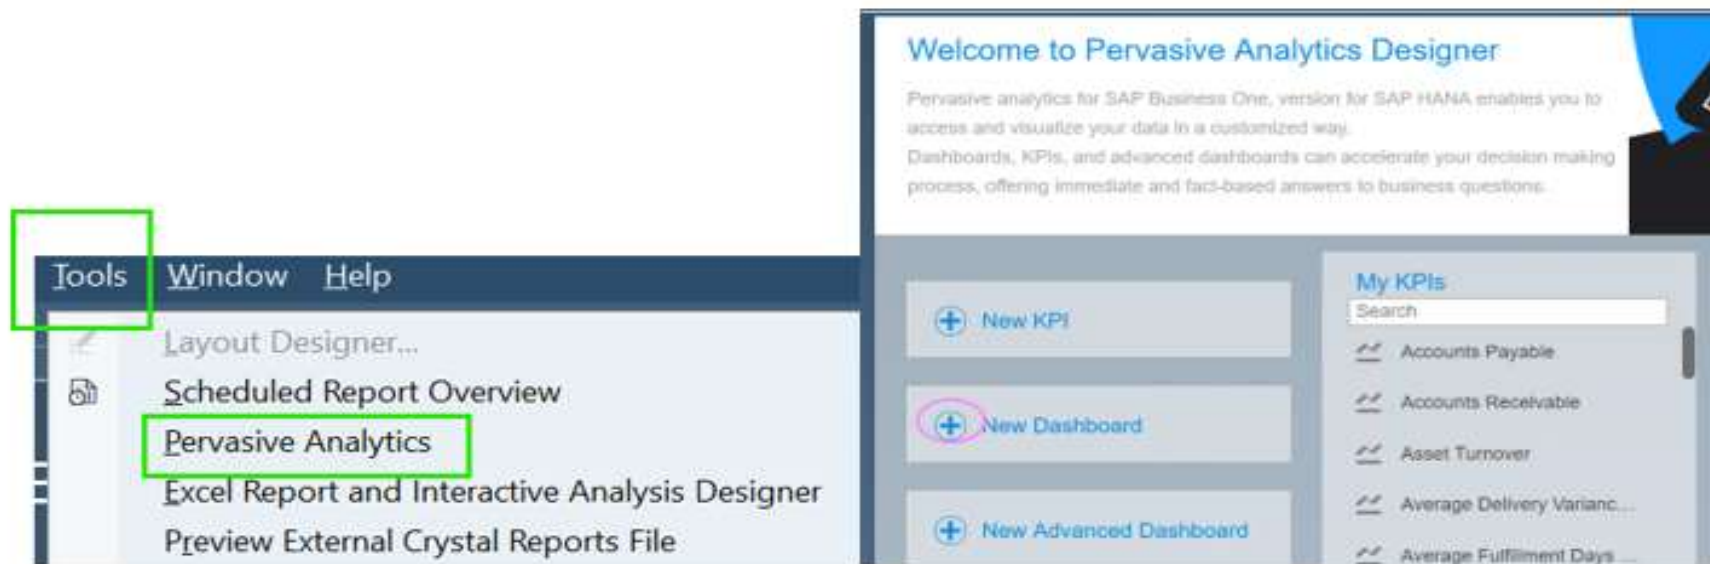 Tools Window Help
Layout Designer...
Scheduled Report Overview
Pervasive Analytics
Excel Report and Interactive Analysis Designer
Preview External Crystal Reports File
Welcome to Pervasive Analytics Designer
Pervasive analytics for SAP Business One, version for SAP HANA enables you to
access and visualize your data in a customized way.
Dashboards, KPIs, and advanced dashboards can accelerate your decision making
process, offering immediate and fact-based answers to business questions.
New KPI
New Dashboard
New Advanced Dashboard
My KPIs
Search
Accounts Payable
Accounts Receivable
Asset Turnover
Average Delivery Varianc...
Average Fulfillment Days ...